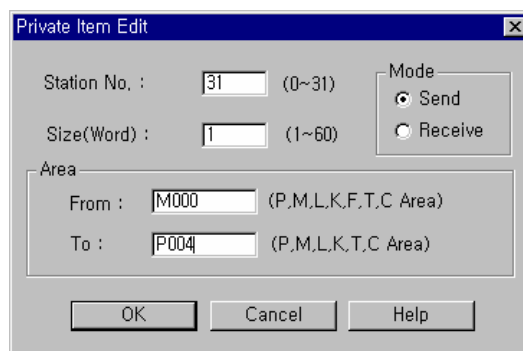 Private Item Edit
Station No. : 31 (0~31)
Size(Word) : 1 (1~60)
Mode
Send
Receive
Area
From : M000 (P,M,L,K,F,T,C Area)
To : P004 (P,M,L,K,T,C Area)
OK Cancel Help